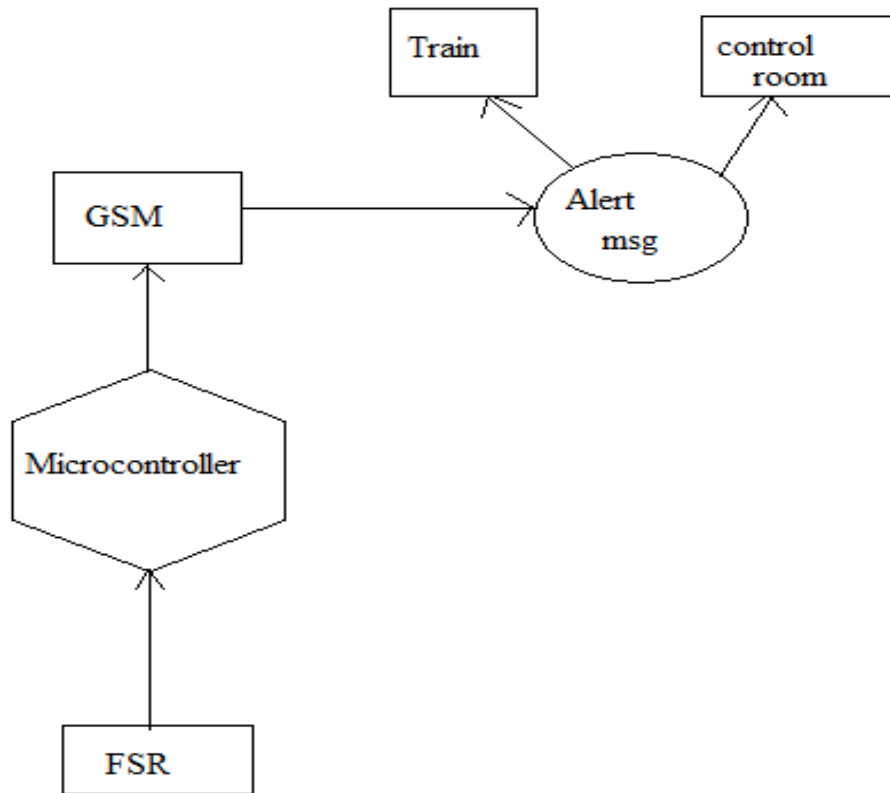 Train
control
room
GSM
Alert
msg
Microcontroller
FSR